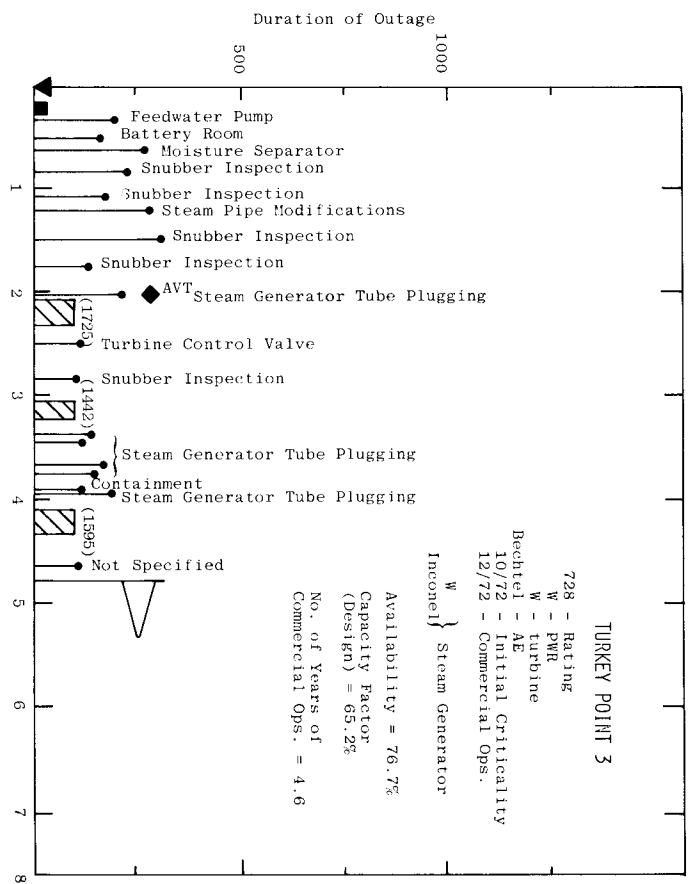 Duration of Outage
500
1000
Feedwater Pump
Battery Room
Moisture Separator
Snubber Inspection
1
Snubber Inspection
Steam Pipe Modifications
Snubber Inspection
Snubber Inspection
2
AVT
Steam Generator Tube Plugging
(1725)
Turbine Control Valve
Snubber Inspection
3
(1442)
Steam Generator Tube Plugging
Containment
4
Steam Generator Tube Plugging
(1595)
Not Specified
5
6
7
8
TURKEY POINT 3
728 - Rating
W - PWR
W - turbine
Bechtel - AE
10/72 - Initial Criticality
12/72 - Commercial Ops.
W
Inconel} Steam Generator
Availability = 76.7%
Capacity Factor
(Design) = 65.2%
No. of Years of
Commercial Ops. = 4.6